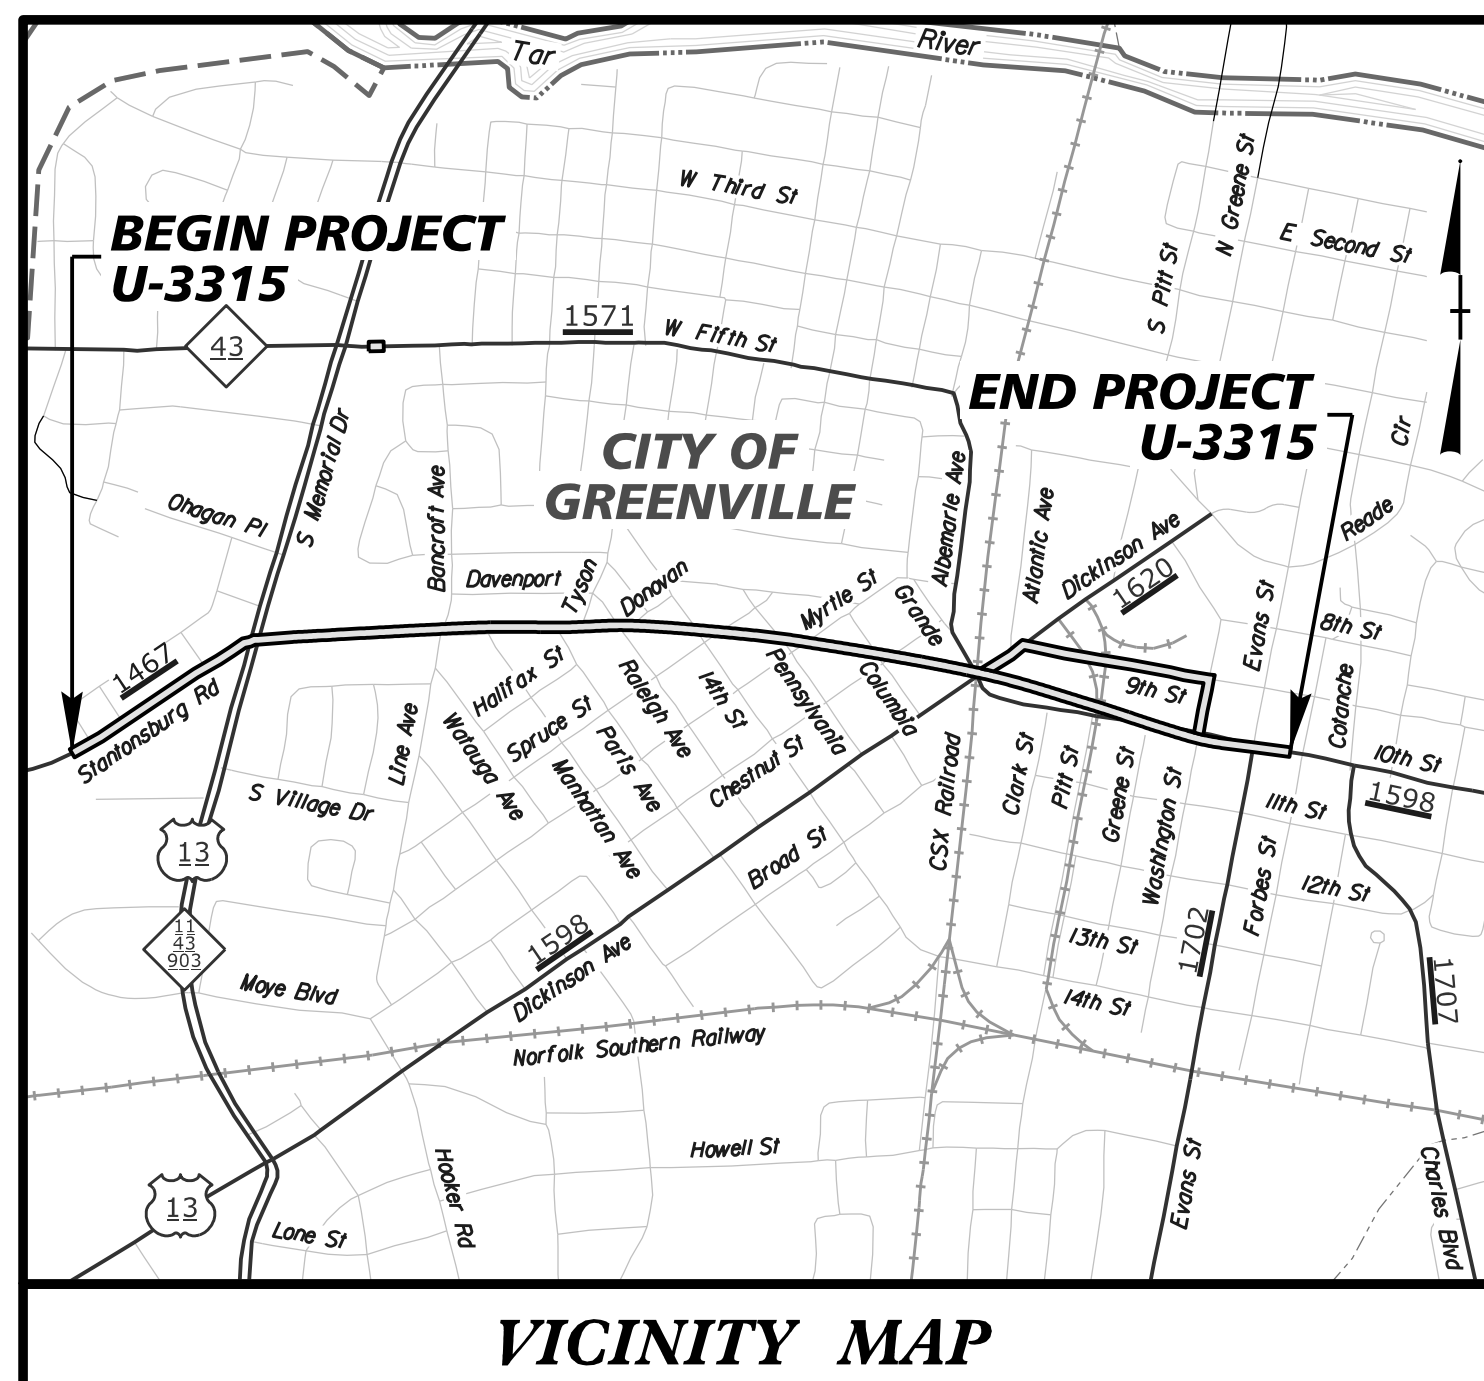 Tar
River
W Third St
N Greene St
E Second St
S Pitt St
BEGIN PROJECT
U-3315
43
1571
W Fifth St
END PROJECT
U-3315
Cir
Reade
CITY OF
GREENVILLE
S Memorial Dr
Ohagan Pl
Bancroft Ave
Albemarle Ave
Atlantic Ave
Dickinson Ave
1620
Davenport
Tyson
Donovan
Myrtle St
Grande
Evans St
8th St
1467
Stantonsburg Rd
Halifax St
Raleigh Ave
14th St
Pennsylvania
Columbia
9th St
Cotanche
Line Ave
Watauga Ave
Spruce St
Paris Ave
Manhattan Ave
Chestnut St
10th St
1598
S Village Dr
CSX Railroad
Clark St
Pitt St
Greene St
Washington St
11th St
13
Broad St
Forbes St
12th St
11
43
903
1598
Dickinson Ave
13th St
1702
1707
Moye Blvd
14th St
Norfolk Southern Railway
Howell St
Hooker Rd
Evans St
Charles Blvd
13
Lone St
VICINITY MAP